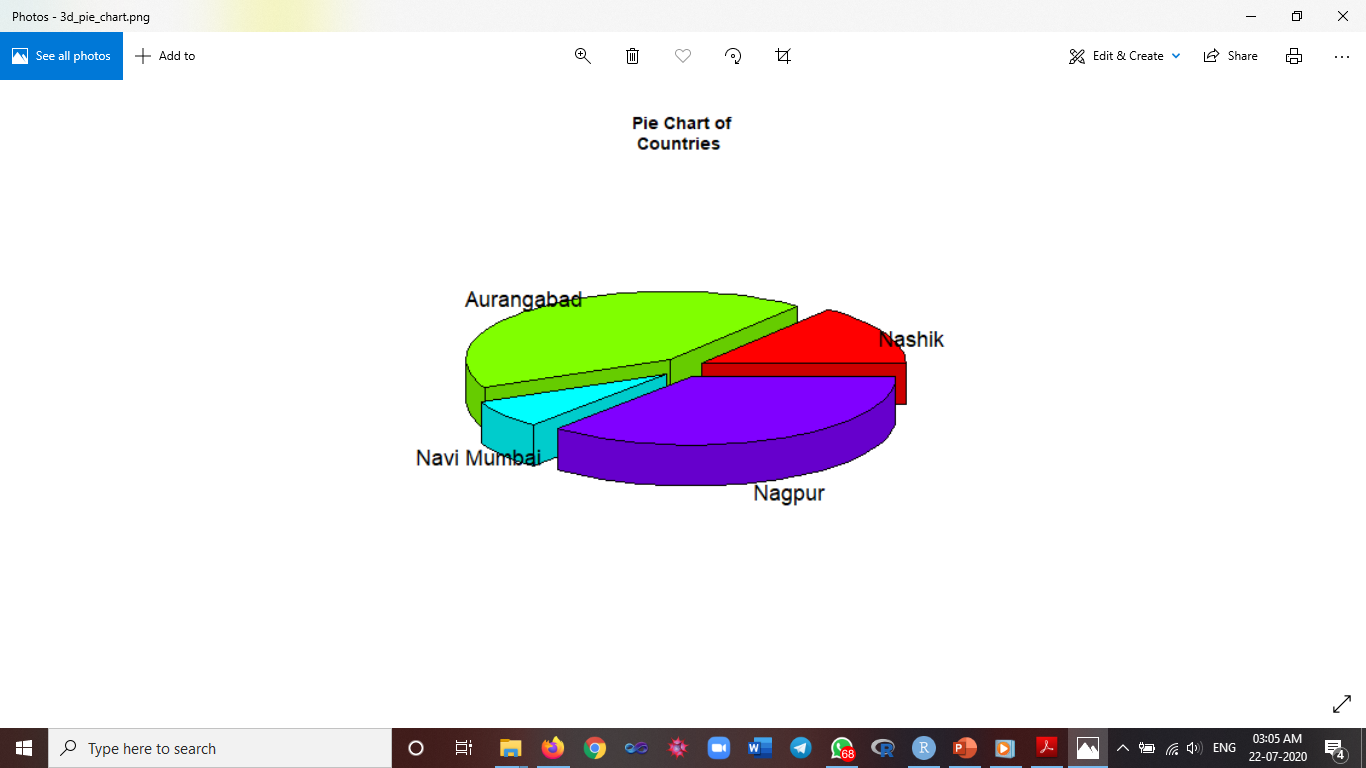 Photos - 3d_pie_chart.png
See all photos
Add to
Edit & Create
Share
Pie Chart of
Countries
Aurangabad
Nashik
Navi Mumbai
Nagpur
Type here to search
W
68
R
R
P
ENG
03:05 AM
22-07-2020
4